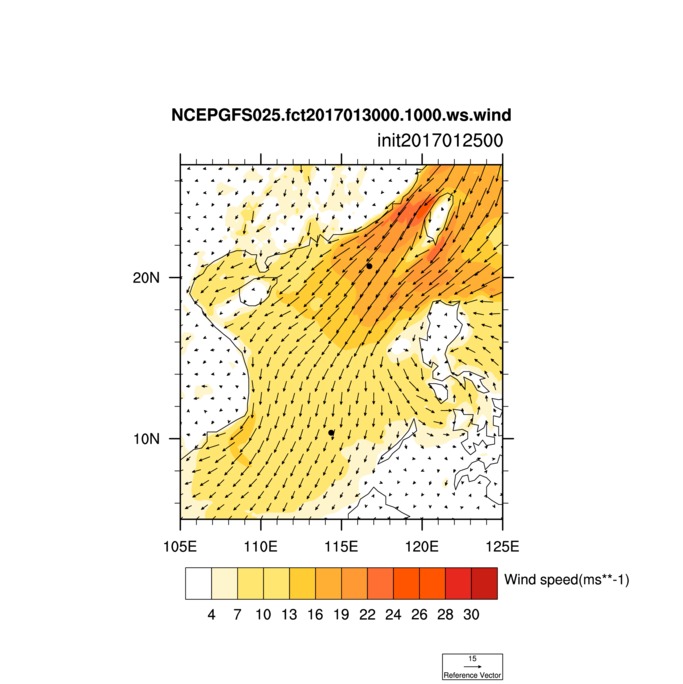 NCEPGFS025.fct2017013000.1000.ws.wind
init2017012500
20N
10N
105E 110E 115E 120E 125E
Wind speed(ms**-1)
4 7 10 13 16 19 22 24 26 28 30
15
Reference Vector